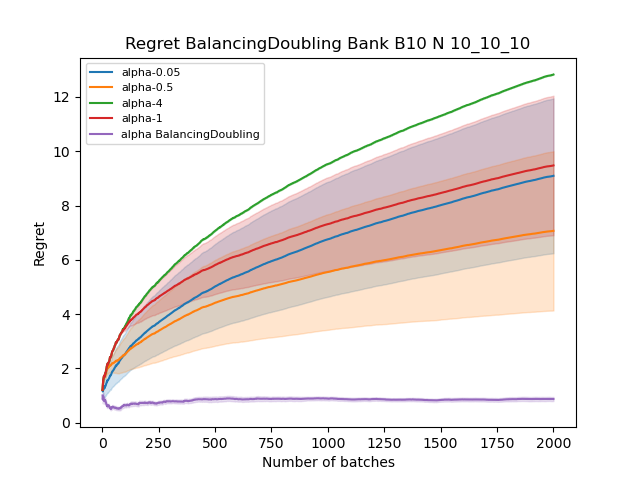 Regret BalancingDoubling Bank B10 N 10_10_10
alpha-0.05
alpha-0.5
alpha-4
alpha-1
alpha BalancingDoubling
Regret
12
10
8
6
4
2
0
0 250 500 750 1000 1250 1500 1750 2000
Number of batches